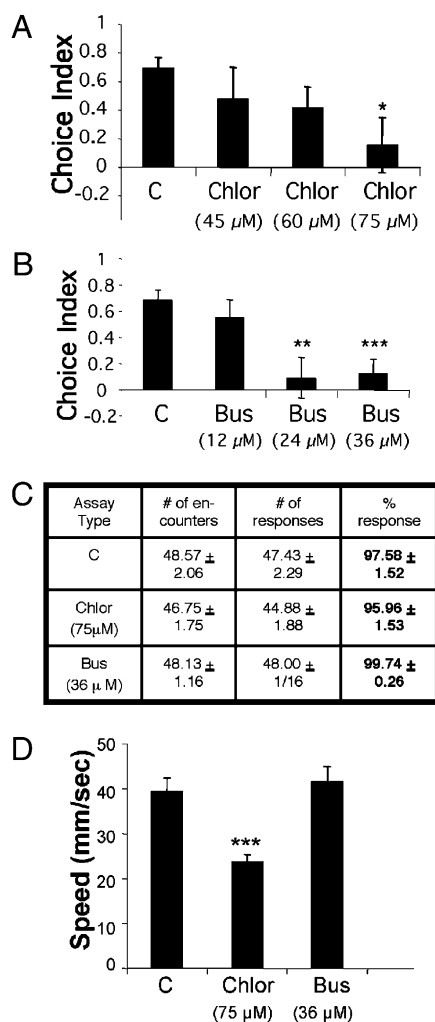 A
Choice Index
1
0.8
0.6
0.4
0.2
0
-0.2
*
C Chlor Chlor Chlor
(45 µM) (60 µM) (75 µM)
B
Choice Index
1
0.8
0.6
0.4
0.2
0
-0.2
** ***
C Bus Bus Bus
(12 µM) (24 µM) (36 µM)
C
Assay Type
# of en-counters
# of responses
% response
C
48.57 ± 2.06
47.43 ± 2.29
97.58 ± 1.52
Chlor (75µM)
46.75 ± 1.75
44.88 ± 1.88
95.96 ± 1.53
Bus (36 µ M)
48.13 ± 1.16
48.00 ± 1/16
99.74 ± 0.26
D
Speed (mm/sec)
50
40
30
20
10
0
***
C Chlor Bus
(75 µM) (36 µM)